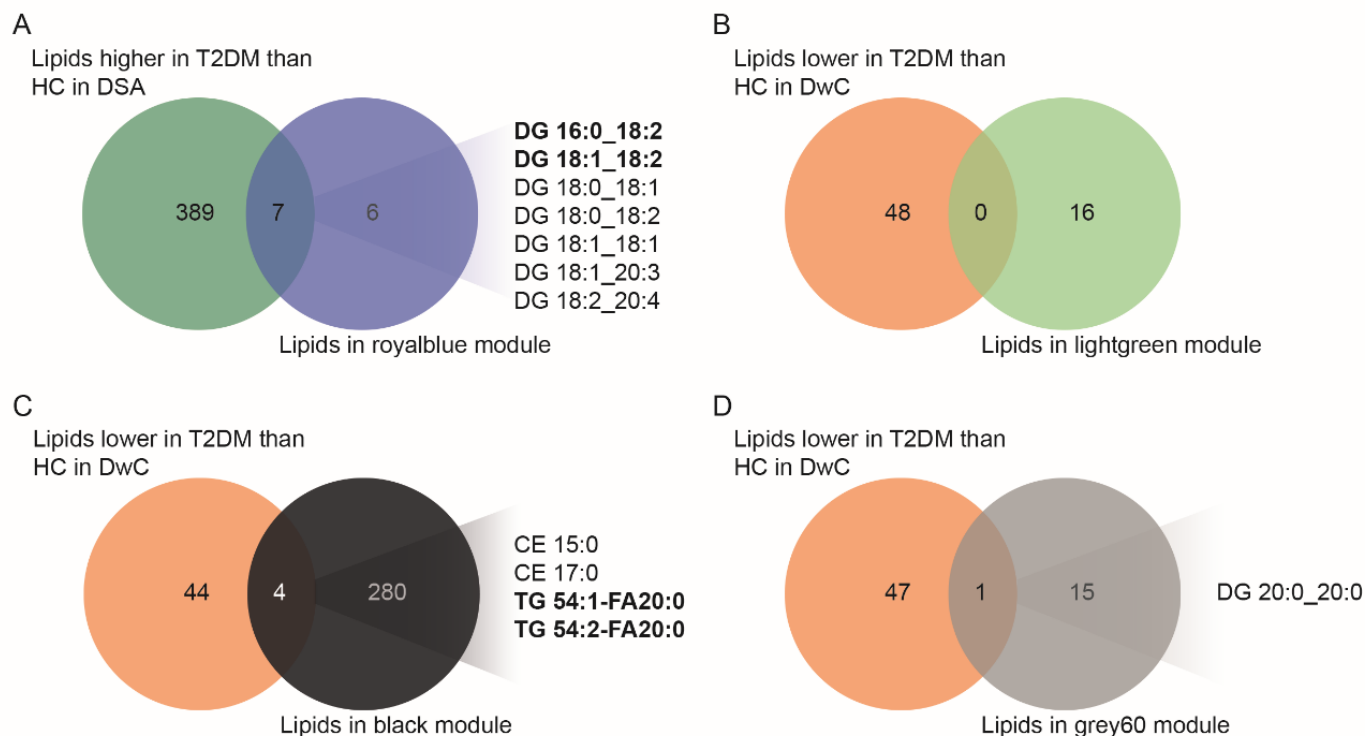 A
Lipids higher in T2DM than
HC in DSA
389
7
6
DG 16:0_18:2
DG 18:1_18:2
DG 18:0_18:1
DG 18:0_18:2
DG 18:1_18:1
DG 18:1_20:3
DG 18:2_20:4
Lipids in royalblue module
B
Lipids lower in T2DM than
HC in DwC
48
0
16
Lipids in lightgreen module
C
Lipids lower in T2DM than
HC in DwC
44
4
280
CE 15:0
CE 17:0
TG 54:1-FA20:0
TG 54:2-FA20:0
Lipids in black module
D
Lipids lower in T2DM than
HC in DwC
47
1
15
DG 20:0_20:0
Lipids in grey60 module